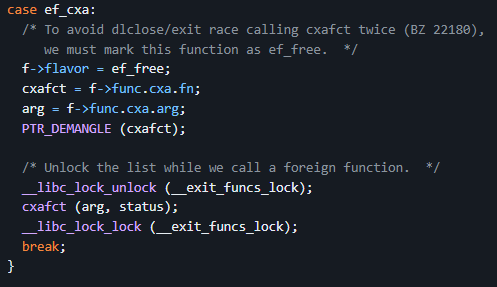 case ef_cxa:
/* To avoid dlclose/exit race calling cxafct twice (BZ 22180),
we must mark this function as ef_free.  */
f->flavor = ef_free;
cxafct = f->func.cxa.fn;
arg = f->func.cxa.arg;
PTR_DEMANGLE (cxafct);
/* Unlock the list while we call a foreign function.  */
__libc_lock_unlock (__exit_funcs_lock);
cxafct (arg, status);
__libc_lock_lock (__exit_funcs_lock);
break;
}